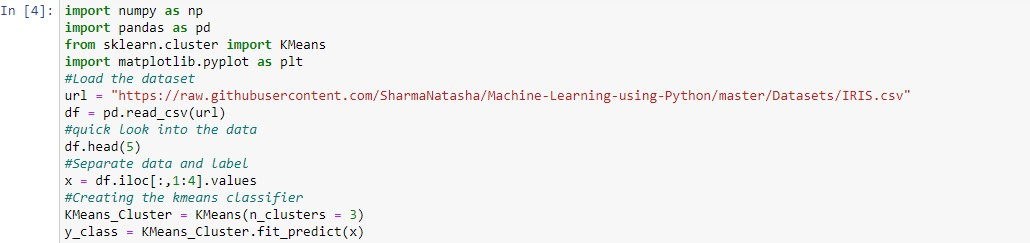 In [4]: import numpy as np
import pandas as pd
from sklearn.cluster import KMeans
import matplotlib.pyplot as plt
#Load the dataset
url = "https://raw.githubusercontent.com/SharmaNatasha/Machine-Learning-using-Python/master/Datasets/IRIS.csv"
df = pd.read_csv(url)
#quick look into the data
df.head(5)
#Separate data and label
x = df.iloc[:,1:4].values
#Creating the kmeans classifier
KMeans_Cluster = KMeans(n_clusters = 3)
y_class = KMeans_Cluster.fit_predict(x)